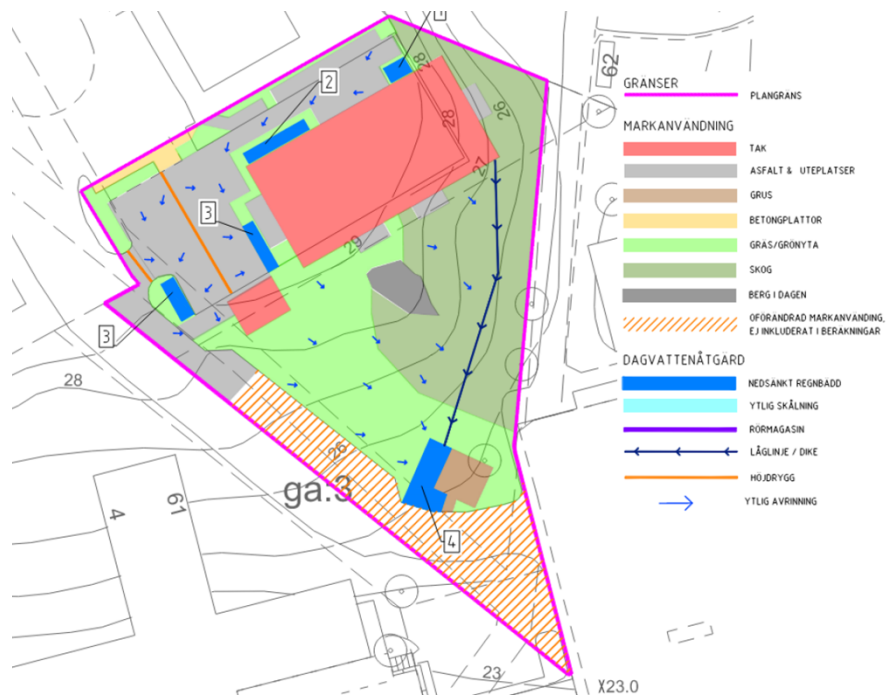 1
2
3
3
4
28
26
28
27
29
28
26
62
ga:3
4
61
23
X23.0
GRÄNSER
PLANGRÄNS
MARKANVÄNDNING
TAK
ASFALT & UTEPLATSER
GRUS
BETONGPLATTOR
GRÄS/GRÖNYTA
SKOG
BERG I DAGEN
OFÖRÄNDRAD MARKANVÄNDING,
EJ INKLUDERAT I BERÄKNINGAR
DAGVATTENÅTGÄRD
NEDSÄNKT REGNBÄDD
YTLIG SKÅLNING
RÖRMAGASIN
LÅGLINJE / DIKE
HÖJDRYGG
YTLIG AVRINNING